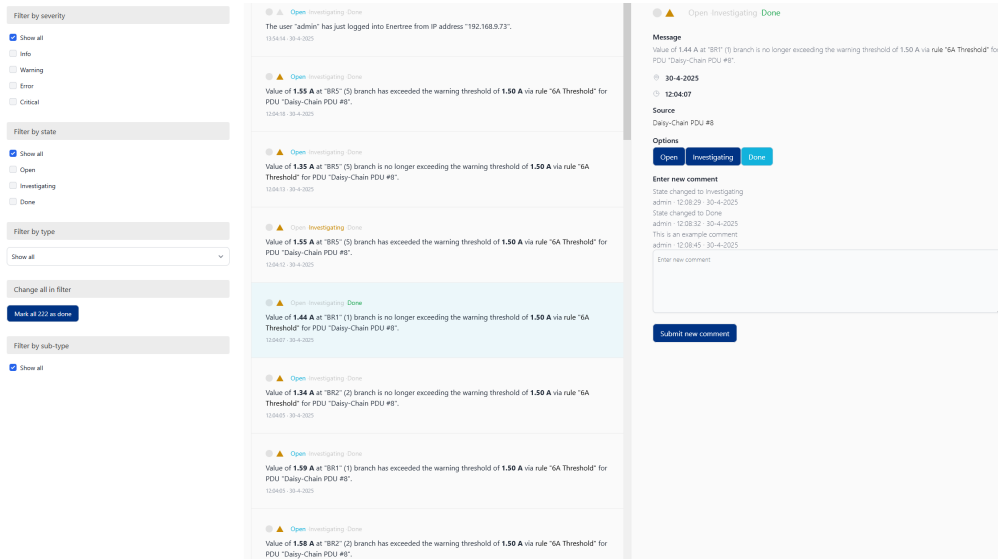 Filter by severity
Show all
Info
Warning
Error
Critical
Filter by state
Show all
Open
Investigating
Done
Filter by type
Show all
Change all in filter
Mark all 222 as done
Filter by sub-type
Show all
Open Investigating Done
The user "admin" has just logged into Enertree from IP address "192.168.9.73".
13:54:14 - 30-4-2025
Open Investigating Done
Value of 1.55 A at "BR5" (5) branch has exceeded the warning threshold of 1.50 A via rule "6A Threshold" for
PDU "Daisy-Chain PDU #8".
12:04:18 - 30-4-2025
Open Investigating Done
Value of 1.35 A at "BR5" (5) branch is no longer exceeding the warning threshold of 1.50 A via rule "6A
Threshold" for PDU "Daisy-Chain PDU #8".
12:04:13 - 30-4-2025
Open Investigating Done
Value of 1.55 A at "BR5" (5) branch has exceeded the warning threshold of 1.50 A via rule "6A Threshold" for
PDU "Daisy-Chain PDU #8".
12:04:12 - 30-4-2025
Open Investigating Done
Value of 1.44 A at "BR1" (1) branch is no longer exceeding the warning threshold of 1.50 A via rule "6A
Threshold" for PDU "Daisy-Chain PDU #8".
12:04:07 - 30-4-2025
Open Investigating Done
Value of 1.34 A at "BR2" (2) branch is no longer exceeding the warning threshold of 1.50 A via rule "6A
Threshold" for PDU "Daisy-Chain PDU #8".
12:04:05 - 30-4-2025
Open Investigating Done
Value of 1.59 A at "BR1" (1) branch has exceeded the warning threshold of 1.50 A via rule "6A Threshold" for
PDU "Daisy-Chain PDU #8".
12:04:03 - 30-4-2025
Open Investigating Done
Value of 1.58 A at "BR2" (2) branch has exceeded the warning threshold of 1.50 A via rule "6A Threshold" for
PDU "Daisy-Chain PDU #8".
Open Investigating Done
Message
Value of 1.44 A at "BR1" (1) branch is no longer exceeding the warning threshold of 1.50 A via rule "6A Threshold" for
PDU "Daisy-Chain PDU #8".
30-4-2025
12:04:07
Source
Daisy-Chain PDU #8
Options
Open Investigating Done
Enter new comment
State changed to Investigating
admin · 12:08:29 · 30-4-2025
State changed to Done
admin · 12:08:32 · 30-4-2025
This is an example comment
admin · 12:08:45 · 30-4-2025
Enter new comment
Submit new comment